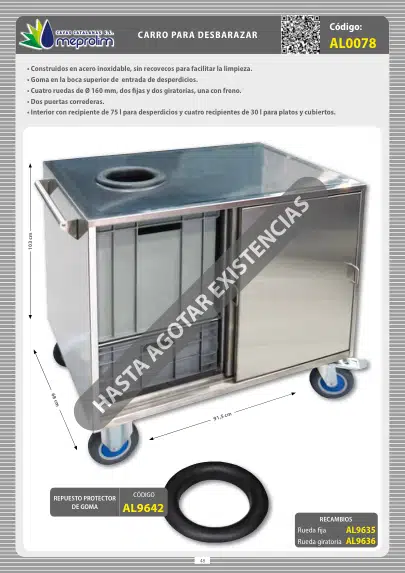 CAVAS CATALANAS S.L.
meprolim
CARRO PARA DESBARAZAR
Código:
AL0078
• Construidos en acero inoxidable, sin recovecos para facilitar la limpieza.
• Goma en la boca superior de entrada de desperdicios.
• Cuatro ruedas de Ø 160 mm, dos fijas y dos giratorias, una con freno.
• Dos puertas correderas.
• Interior con recipiente de 75 l para desperdicios y cuatro recipientes de 30 l para platos y cubiertos.
103 cm
HASTA AGOTAR EXISTENCIAS
91,5 cm
REPUESTO PROTECTOR
DE GOMA
CÓDIGO
AL9642
RECAMBIOS
Rueda fija AL9635
Rueda giratoria AL9636